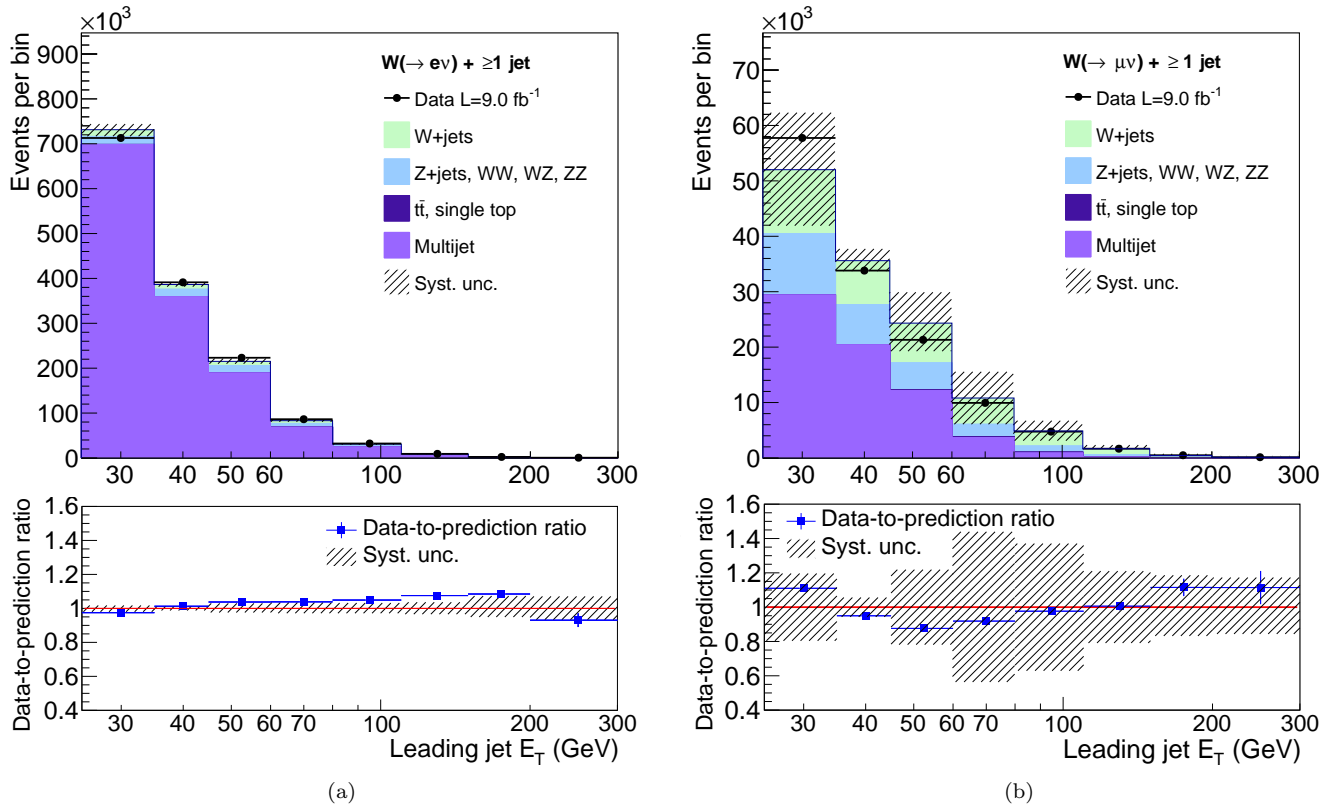 ×10³
Events per bin
900
800
700
600
500
400
300
200
100
0
W(→ eν) + ≥1 jet
Data L=9.0 fb⁻¹
W+jets
Z+jets, WW, WZ, ZZ
tt̄, single top
Multijet
Syst. unc.
30 40 50 60 100 200 300
Data-to-prediction ratio
1.6
1.4
1.2
1
0.8
0.6
0.4
Data-to-prediction ratio
Syst. unc.
30 40 50 60 70 100 200 300
Leading jet E_T (GeV)
(a)
×10³
Events per bin
70
60
50
40
30
20
10
0
W(→ μν) + ≥ 1 jet
Data L=9.0 fb⁻¹
W+jets
Z+jets, WW, WZ, ZZ
tt̄, single top
Multijet
Syst. unc.
30 40 50 60 100 200 300
Data-to-prediction ratio
1.6
1.4
1.2
1
0.8
0.6
0.4
Data-to-prediction ratio
Syst. unc.
30 40 50 60 70 100 200 300
Leading jet E_T (GeV)
(b)